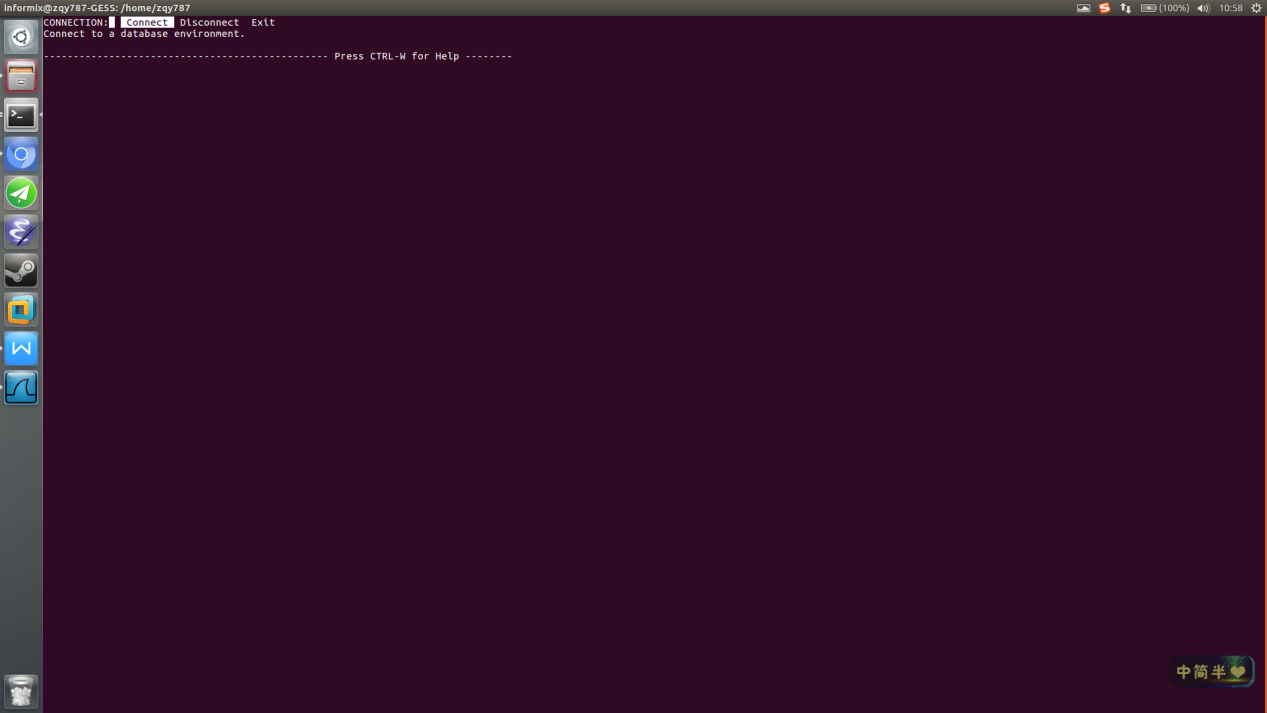 informix@zqy787-GE5S: /home/zqy787
(100%) 10:58
CONNECTION: Connect Disconnect Exit
Connect to a database environment.
------------------------------------------------ Press CTRL-W for Help --------
中简半